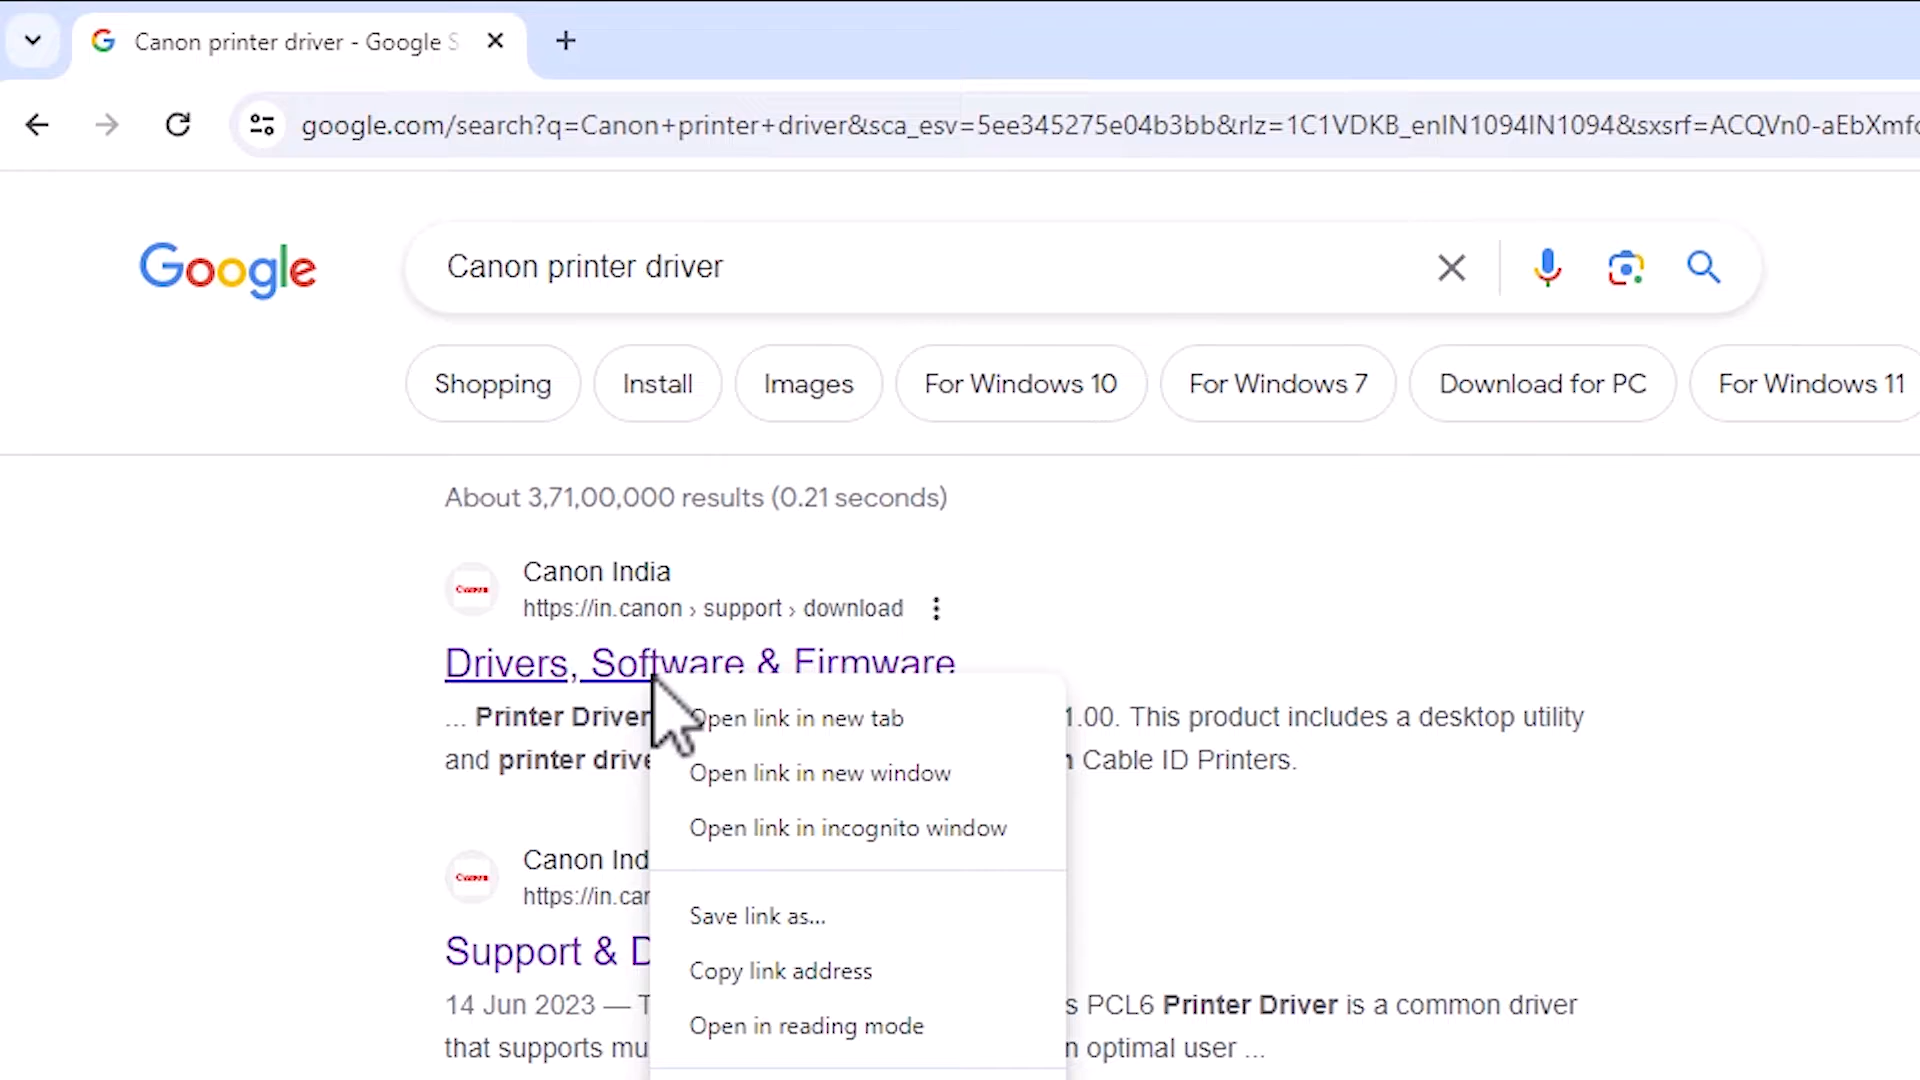 Canon printer driver - Google S
google.com/search?q=Canon+printer+driver&sca_esv=5ee345275e04b3bb&rlz=1C1VDKB_enIN1094IN1094&sxsrf=ACQVn0-aEbXmfc
Google
Canon printer driver
Shopping
Install
Images
For Windows 10
For Windows 7
Download for PC
For Windows 11
About 3,71,00,000 results (0.21 seconds)
Canon
Canon India
https://in.canon › support › download
Drivers, Software & Firmware
... Printer Driver
1.00. This product includes a desktop utility
and printer drive
Cable ID Printers.
Open link in new tab
Open link in new window
Open link in incognito window
Save link as...
Copy link address
Open in reading mode
Canon
Canon Ind
https://in.car
Support & D
14 Jun 2023 — T
s PCL6 Printer Driver is a common driver
that supports mu
n optimal user ...